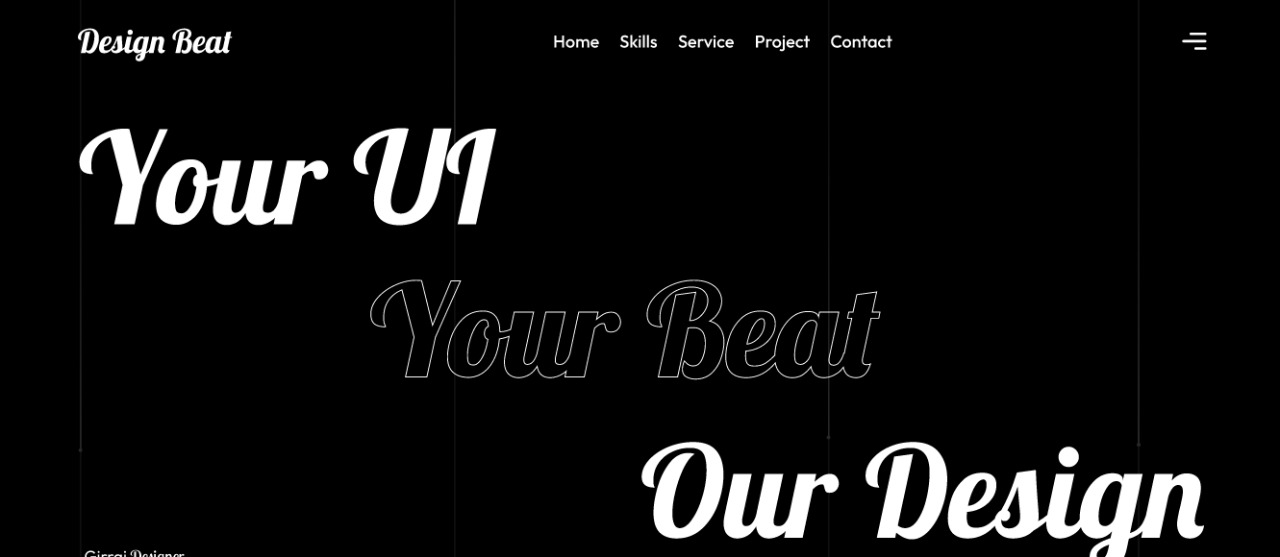 Design Beat
Home Skills Service Project Contact
Your UI
Your Beat
Our Design
Girraj Designer